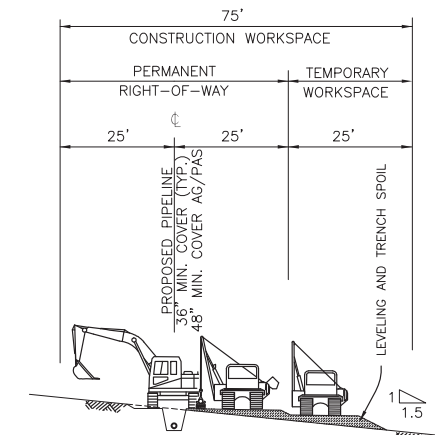 75'
CONSTRUCTION WORKSPACE
PERMANENT
RIGHT-OF-WAY
TEMPORARY
WORKSPACE
℄
25'
25'
25'
PROPOSED PIPELINE
36" MIN. COVER (TYP.)
48" MIN. COVER AG/PAS
LEVELING AND TRENCH SPOIL
1
1.5